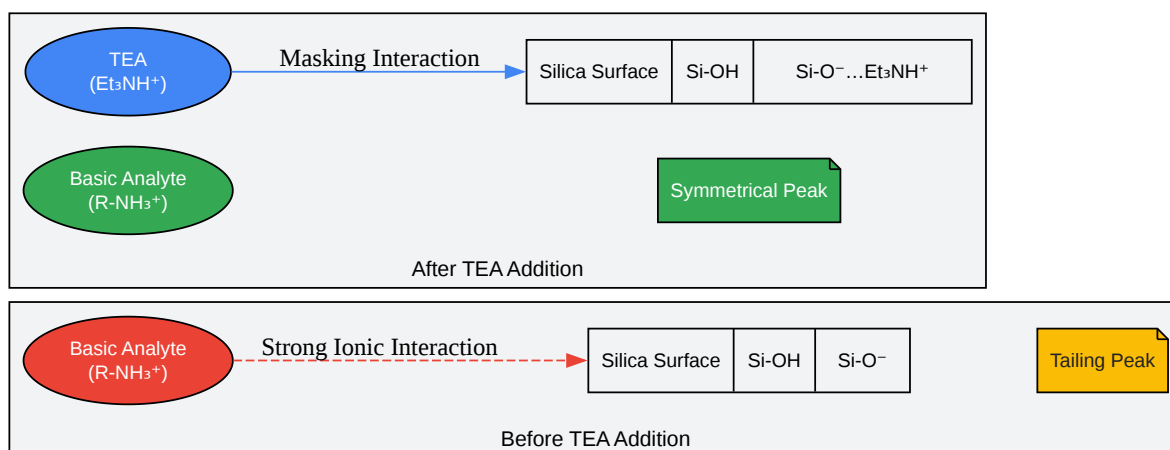 TEA
(Et₃NH⁺)
Masking Interaction
Silica Surface
Si-OH
Si-O⁻…Et₃NH⁺
Basic Analyte
(R-NH₃⁺)
Symmetrical Peak
After TEA Addition
Basic Analyte
(R-NH₃⁺)
Strong Ionic Interaction
Silica Surface
Si-OH
Si-O⁻
Tailing Peak
Before TEA Addition